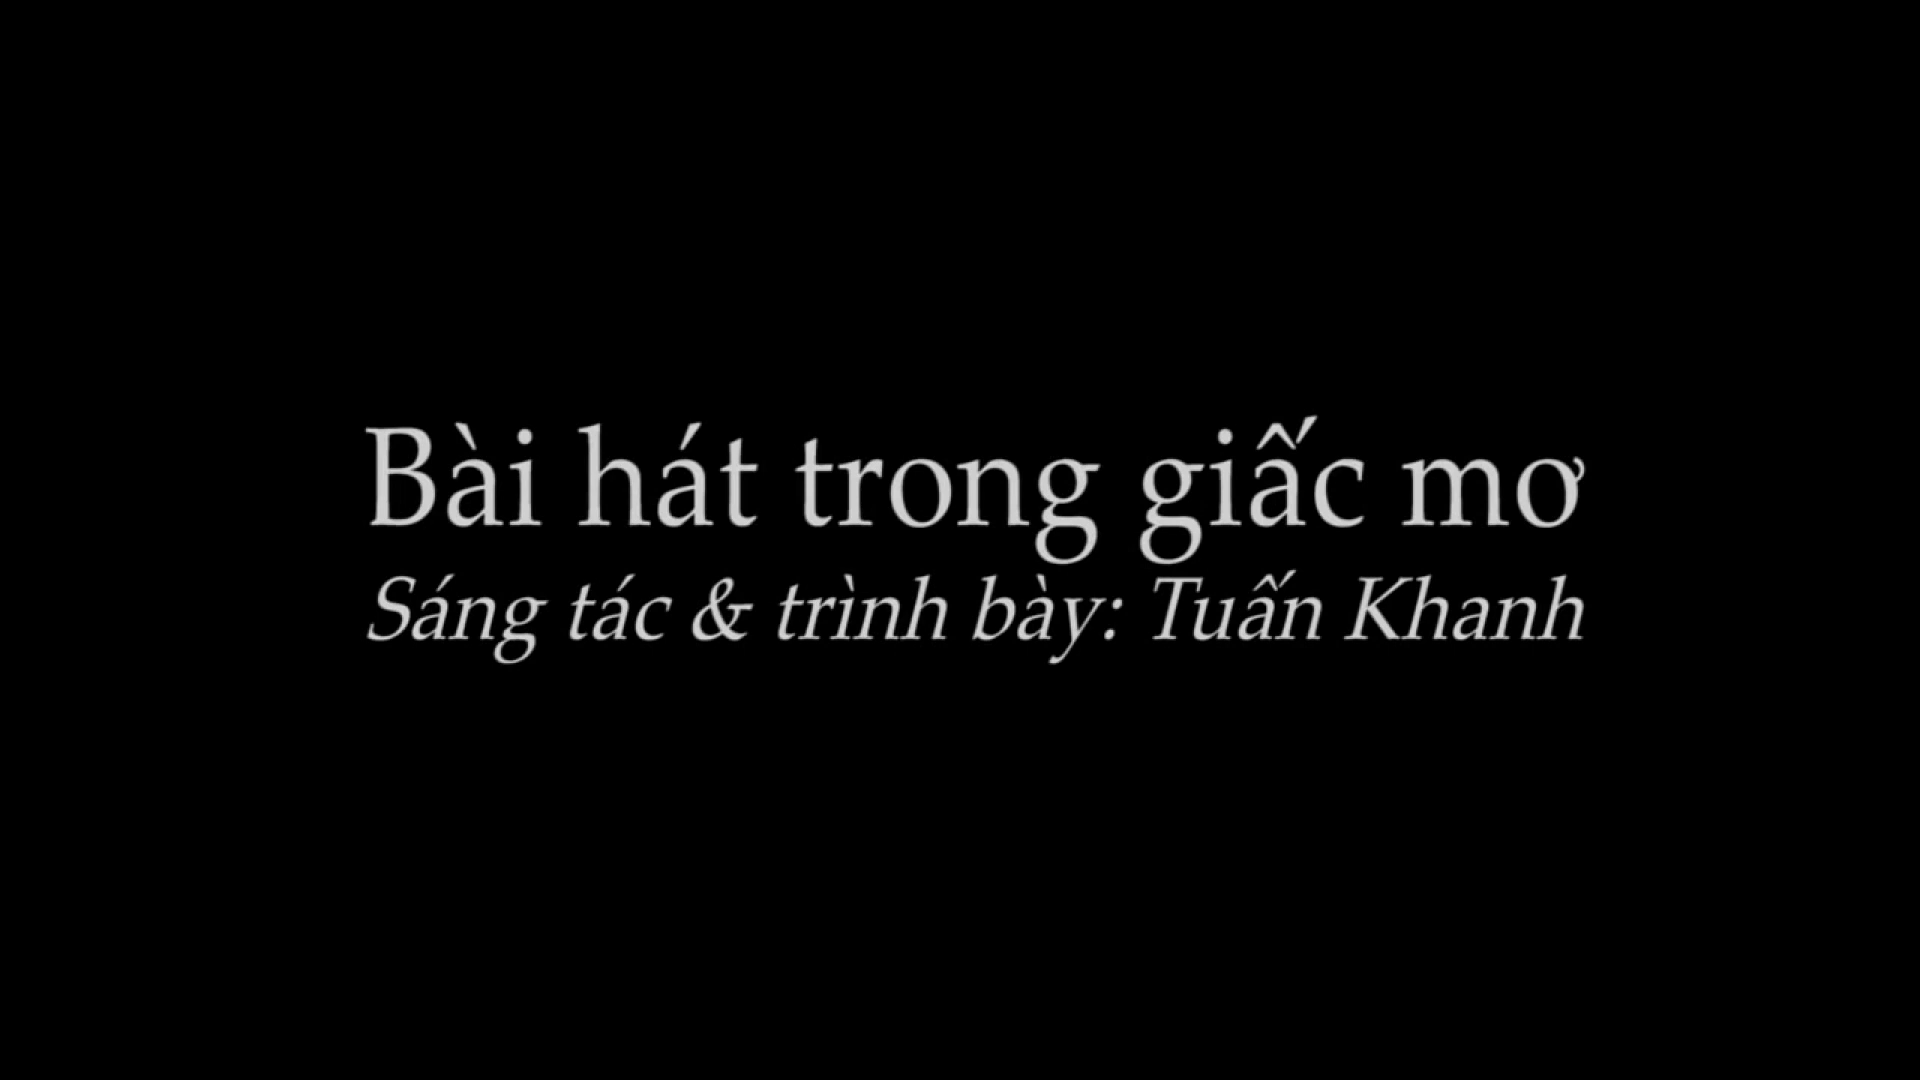 Bài hát trong giấc mơ
Sáng tác & trình bày: Tuấn Khanh